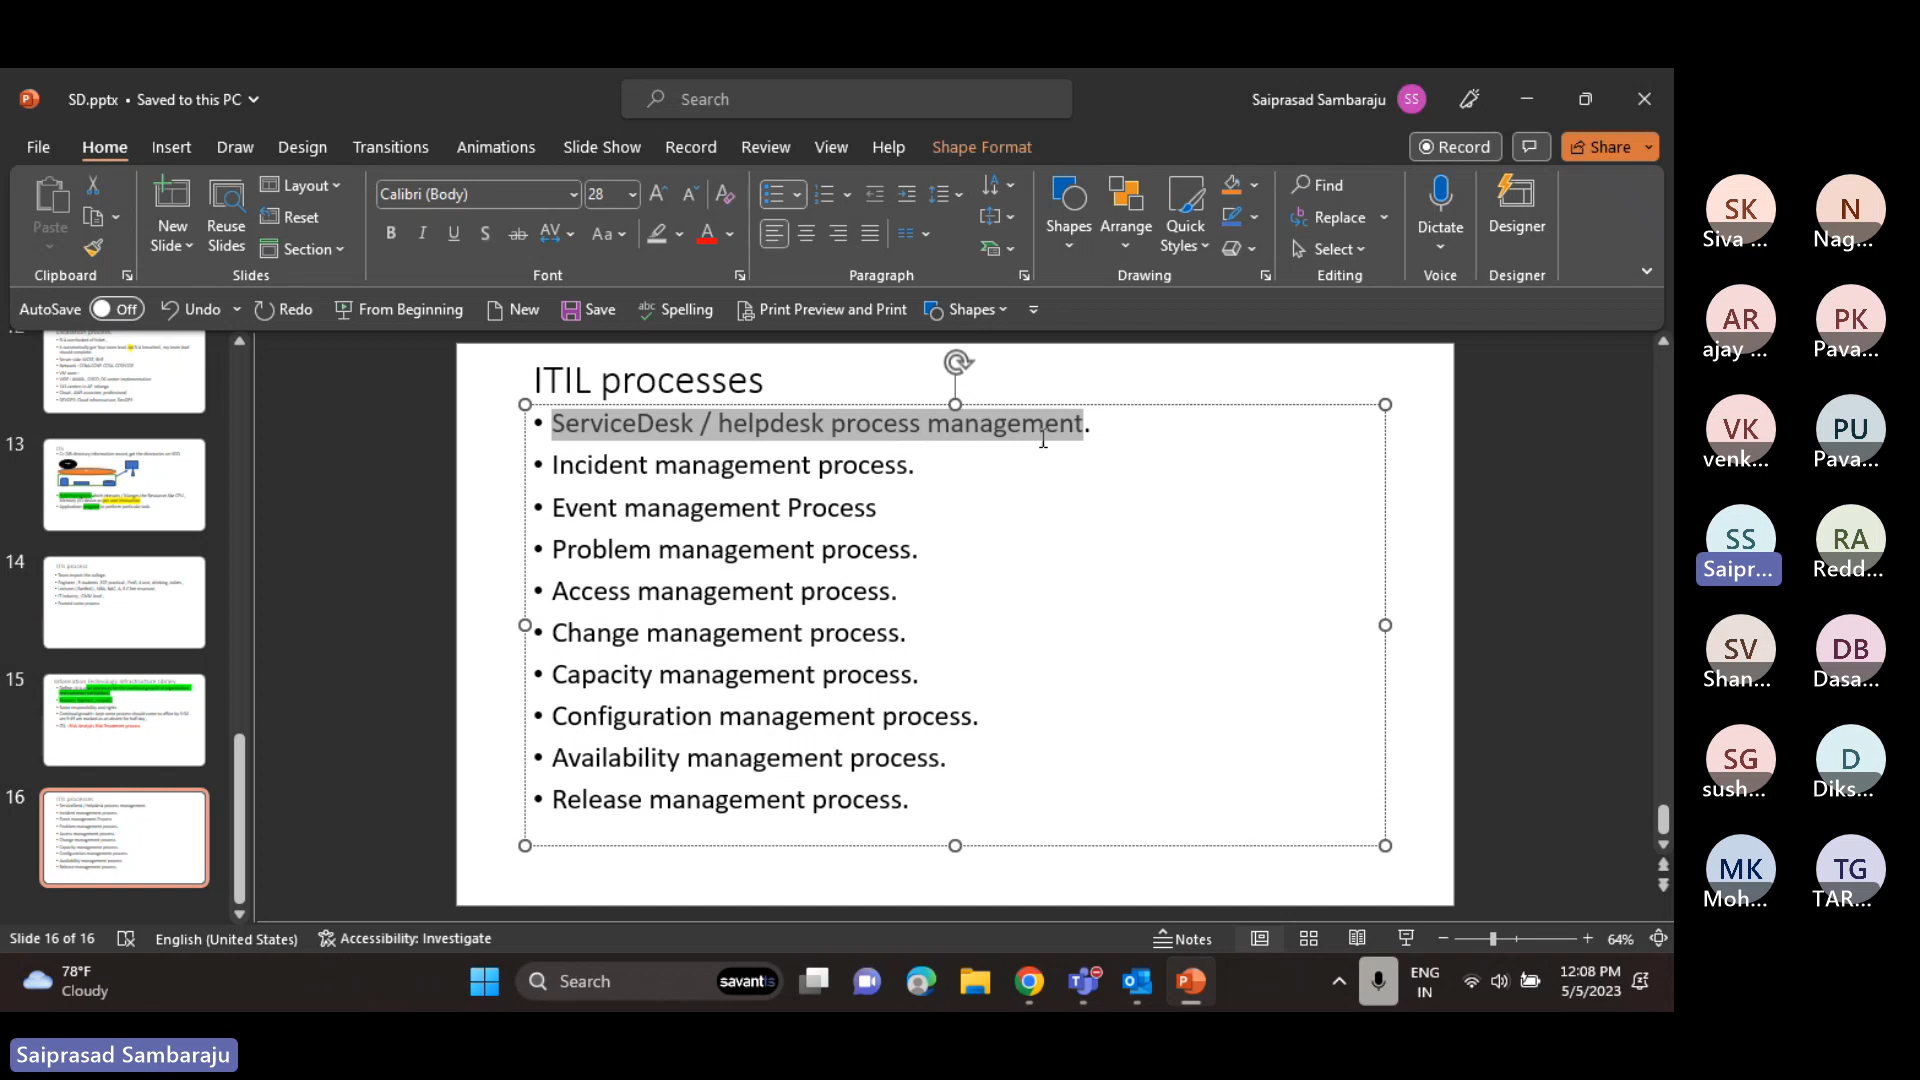 SD.pptx • Saved to this PC
Search
Saiprasad Sambaraju
SS
File Home Insert Draw Design Transitions Animations Slide Show Record Review View Help Shape Format
Record
Share
Paste
New Slide
Reuse Slides
Layout
Reset
Section
Calibri (Body)
28
Clipboard
Slides
Font
Paragraph
Shapes
Arrange
Quick Styles
Drawing
Find
Replace
Select
Editing
Dictate
Voice
Designer
Designer
AutoSave Off Undo Redo From Beginning New Save Spelling Print Preview and Print Shapes
13
14
15
16
ITIL processes
• ServiceDesk / helpdesk process management.
• Incident management process.
• Event management Process
• Problem management process.
• Access management process.
• Change management process.
• Capacity management process.
• Configuration management process.
• Availability management process.
• Release management process.
Slide 16 of 16
English (United States)
Accessibility: Investigate
Notes
64%
78°F
Cloudy
Search
savantis
ENG
IN
12:08 PM
5/5/2023
SK
Siva ...
N
Nag...
AR
ajay ...
PK
Pava...
VK
venk...
PU
Pava...
SS
Saipr...
RA
Redd...
SV
Shan...
DB
Dasa...
SG
sush...
D
Diks...
MK
Moh...
TG
TAR...
Saiprasad Sambaraju